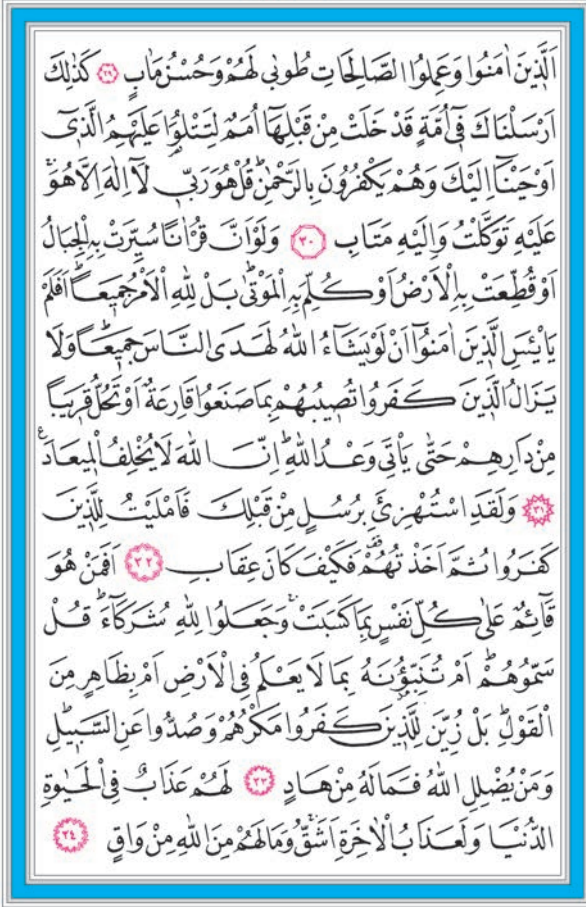 اَلَّذ۪ينَ اٰمَنُوا وَعَمِلُوا الصَّالِحَاتِ طُوبٰى لَهُمْ وَحُسْنُ مَاٰبٍ ﴿٢٩﴾ كَذٰلِكَ
اَرْسَلْنَاكَ ف۪ٓي اُمَّةٍ قَدْ خَلَتْ مِنْ قَبْلِهَٓا اُمَمٌ لِتَتْلُوَ۬ا عَلَيْهِمُ الَّذ۪ٓي
اَوْحَيْنَٓا اِلَيْكَ وَهُمْ يَكْفُرُونَ بِالرَّحْمٰنِۜ قُلْ هُوَ رَبّ۪ي لَٓا اِلٰهَ اِلَّا هُوَۚ
عَلَيْهِ تَوَكَّلْتُ وَاِلَيْهِ مَتَابِ ﴿٣٠﴾ وَلَوْ اَنَّ قُرْاٰنًا سُيِّرَتْ بِهِ الْجِبَالُ
اَوْ قُطِّعَتْ بِهِ الْاَرْضُ اَوْ كُلِّمَ بِهِ الْمَوْتٰىۜ بَلْ لِلّٰهِ الْاَمْرُ جَم۪يعًاۜ اَفَلَمْ
يَا۬يْـَٔسِ الَّذ۪ينَ اٰمَنُٓوا اَنْ لَوْ يَشَٓاءُ اللّٰهُ لَهَدَى النَّاسَ جَم۪يعًاۜ وَلَا
يَزَالُ الَّذ۪ينَ كَفَرُوا تُص۪يبُهُمْ بِمَا صَنَعُوا قَارِعَةٌ اَوْ تَحُلُّ قَر۪يبًا
مِنْ دَارِهِمْ حَتّٰى يَأْتِيَ وَعْدُ اللّٰهِۜ اِنَّ اللّٰهَ لَا يُخْلِفُ الْم۪يعَادَ۟
﴿٣١﴾ وَلَقَدِ اسْتُهْزِئَ بِرُسُلٍ مِنْ قَبْلِكَ فَاَمْلَيْتُ لِلَّذ۪ينَ
كَفَرُوا ثُمَّ اَخَذْتُهُمْ۠ فَكَيْفَ كَانَ عِقَابِ ﴿٣٢﴾ اَفَمَنْ هُوَ
قَٓائِمٌ عَلٰى كُلِّ نَفْسٍ بِمَا كَسَبَتْۚ وَجَعَلُوا لِلّٰهِ شُرَكَٓاءَۜ قُلْ
سَمُّوهُمْۜ اَمْ تُنَبِّؤُ۫نَهُ بِمَا لَا يَعْلَمُ فِي الْاَرْضِ اَمْ بِظَاهِرٍ مِنَ
الْقَوْلِۜ بَلْ زُيِّنَ لِلَّذ۪ينَ كَفَرُوا مَكْرُهُمْ وَصُدُّوا عَنِ السَّب۪يلِۜ
وَمَنْ يُضْلِلِ اللّٰهُ فَمَا لَهُ مِنْ هَادٍ ﴿٣٣﴾ لَهُمْ عَذَابٌ فِي الْحَيٰوةِ
الدُّنْيَا وَلَعَذَابُ الْاٰخِرَةِ اَشَقُّۚ وَمَا لَهُمْ مِنَ اللّٰهِ مِنْ وَاقٍ ﴿٣٤﴾